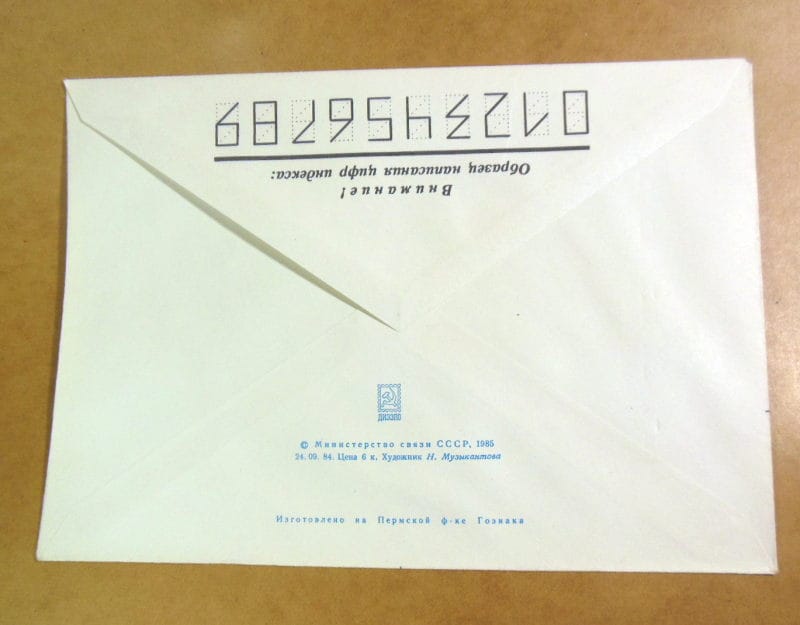 Внимание!
Образец написания цифр индекса:
0123456789
ДИЭЗПО
© Министерство связи СССР, 1985
24. 09. 84. Цена 6 к. Художник Н. Музыкантова
Изготовлено на Пермской ф-ке Гознака